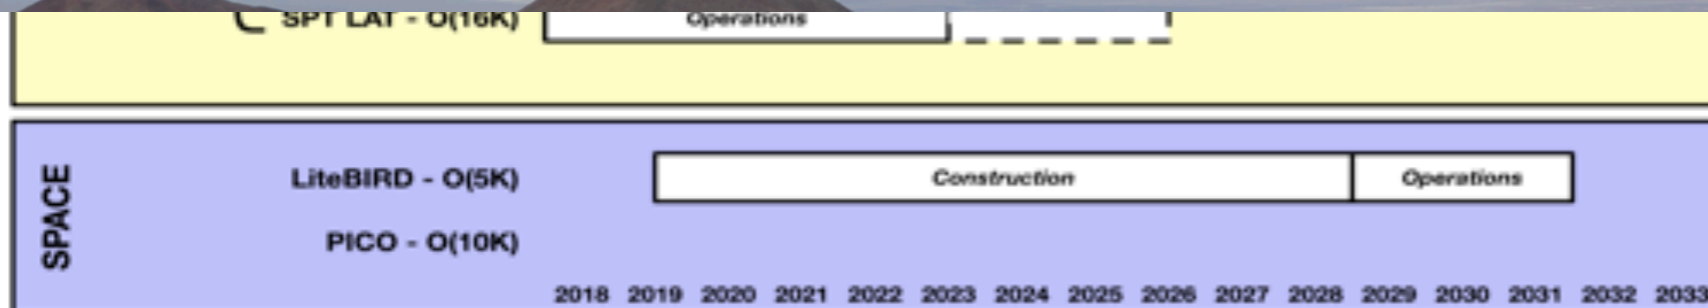 SPT LAT - O(16K) Operations
SPACE
LiteBIRD - O(5K) Construction Operations
PICO - O(10K)
2018 2019 2020 2021 2022 2023 2024 2025 2026 2027 2028 2029 2030 2031 2032